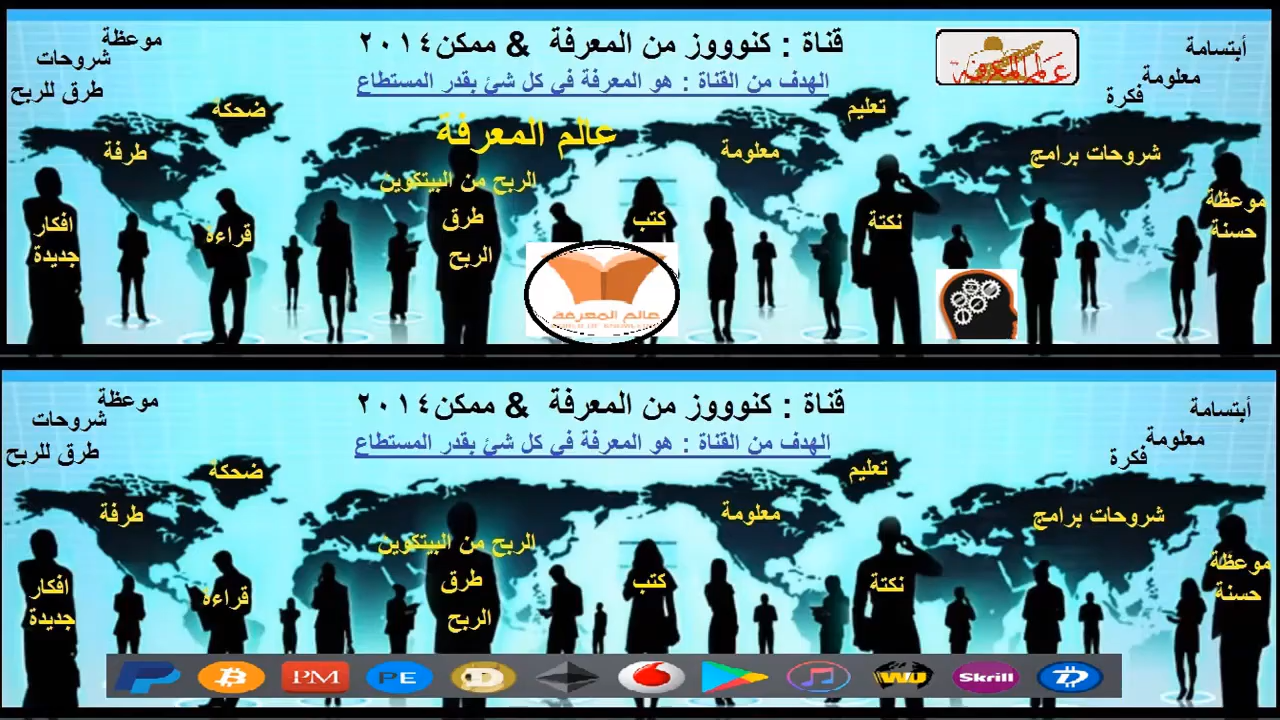 قناة : كنوووز من المعرفة & ممكن٢٠١٤
الهدف من القناة : هو المعرفة في كل شئ بقدر المستطاع
أبتسامة
معلومة
فكرة
عالم المعرفة
موعظة
شروحات
طرق للربح
تعليم
ضحكة
عالم المعرفة
شروحات برامج
معلومة
طرفة
الربح من البيتكوين
موعظة
حسنة
نكتة
كتب
طرق
الربح
قراءة
افكار
جديدة
عالم المعرفة
قناة : كنوووز من المعرفة & ممكن٢٠١٤
الهدف من القناة : هو المعرفة في كل شئ بقدر المستطاع
أبتسامة
معلومة
فكرة
موعظة
شروحات
طرق للربح
تعليم
ضحكة
شروحات برامج
معلومة
طرفة
الربح من البيتكوين
موعظة
حسنة
نكتة
كتب
طرق
الربح
قراءة
افكار
جديدة
PM PE WU Skrill